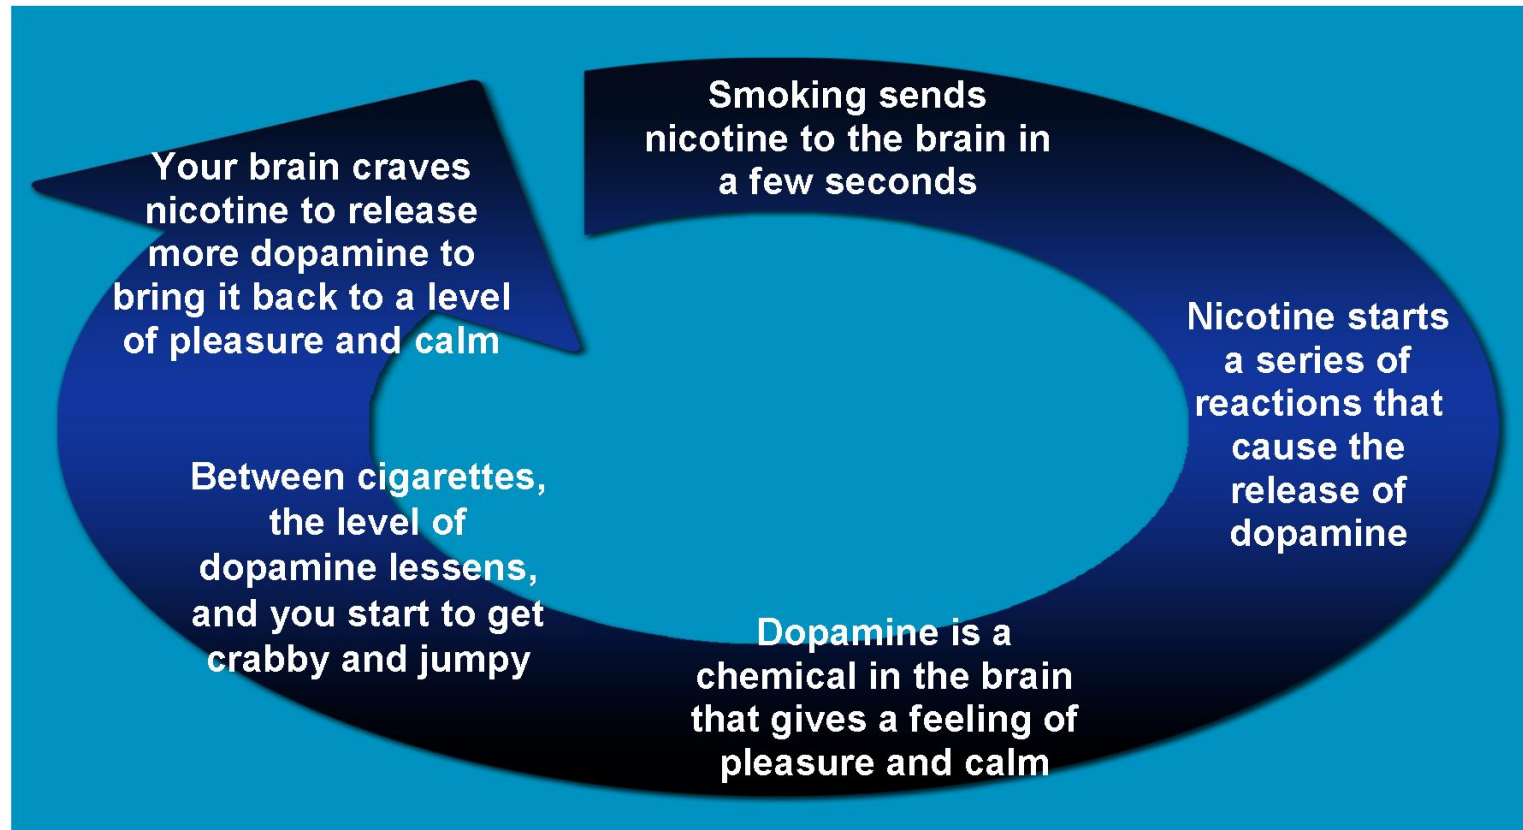 Smoking sends
nicotine to the brain in
a few seconds
Nicotine starts
a series of
reactions that
cause the
release of
dopamine
Dopamine is a
chemical in the brain
that gives a feeling of
pleasure and calm
Between cigarettes,
the level of
dopamine lessens,
and you start to get
crabby and jumpy
Your brain craves
nicotine to release
more dopamine to
bring it back to a level
of pleasure and calm